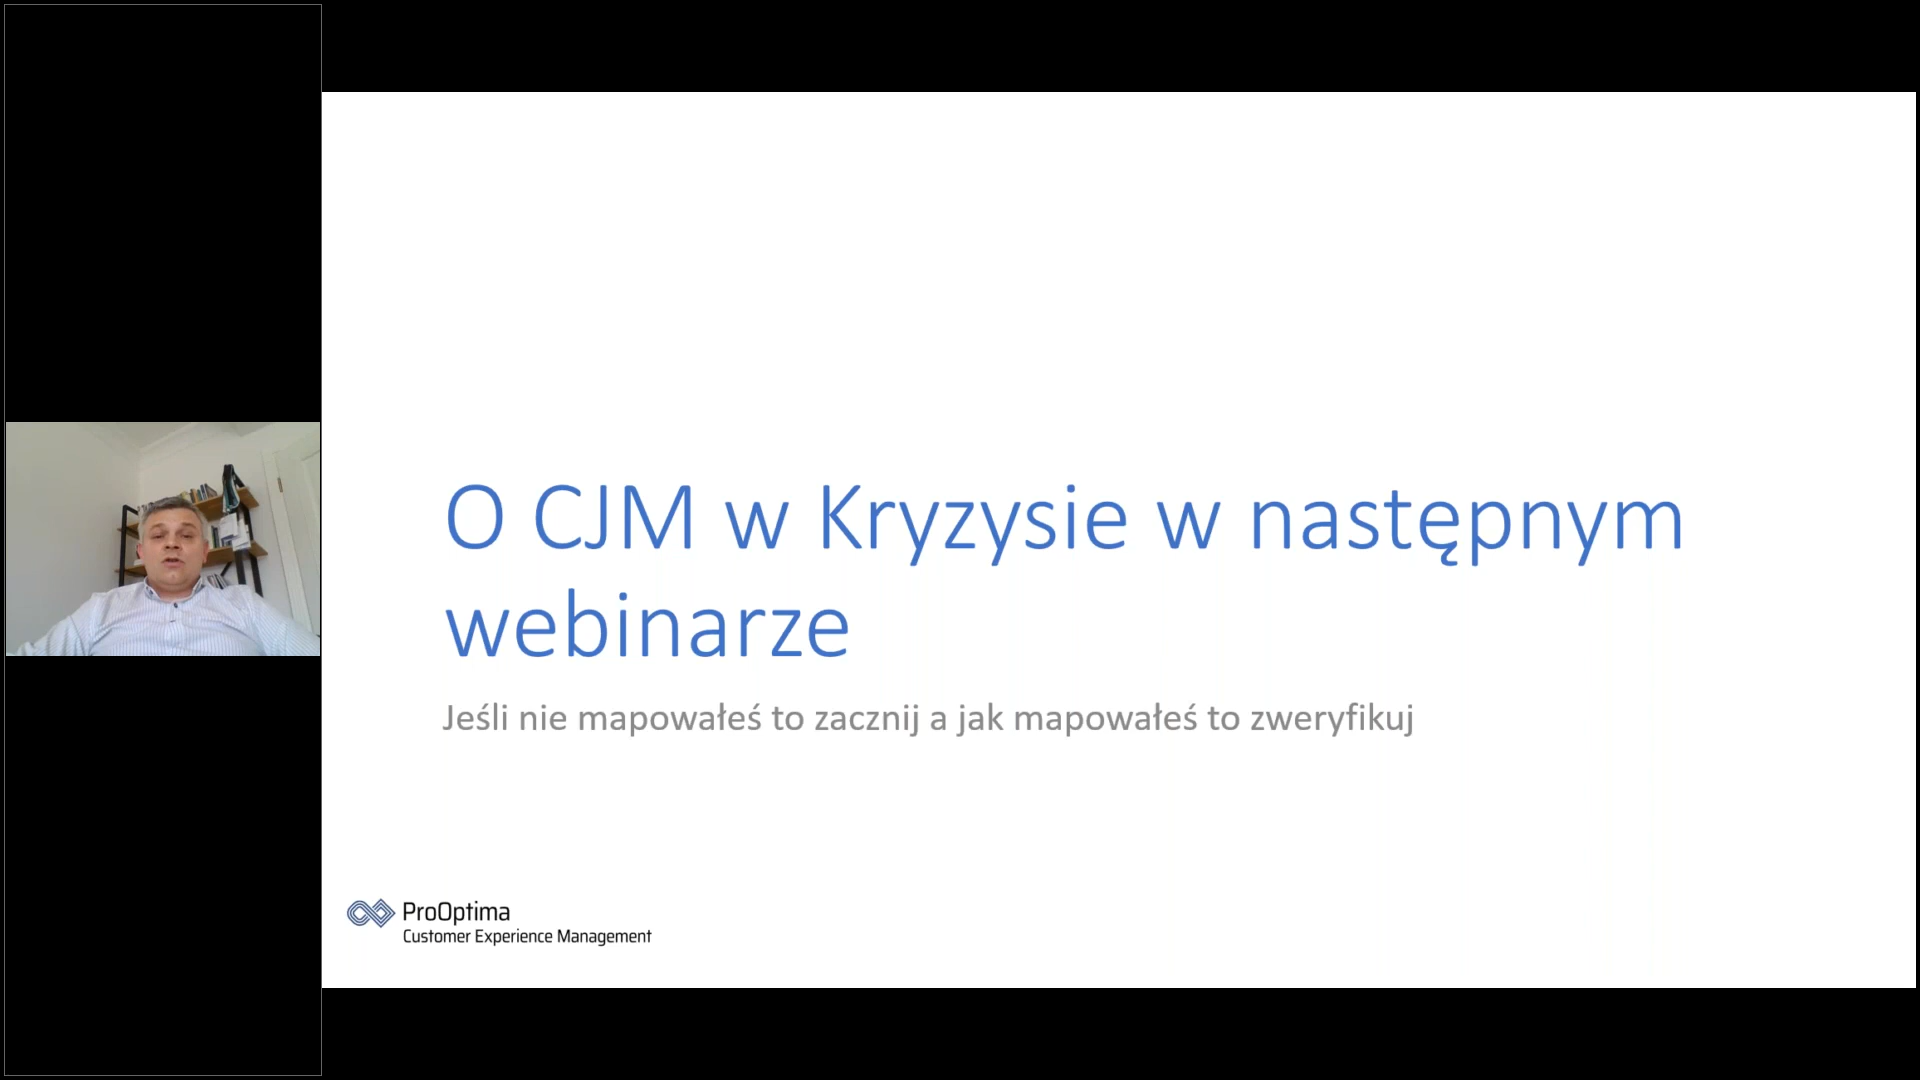 O CJM w Kryzysie w następnym
webinarze
Jeśli nie mapowałeś to zacznij a jak mapowałeś to zweryfikuj
ProOptima
Customer Experience Management